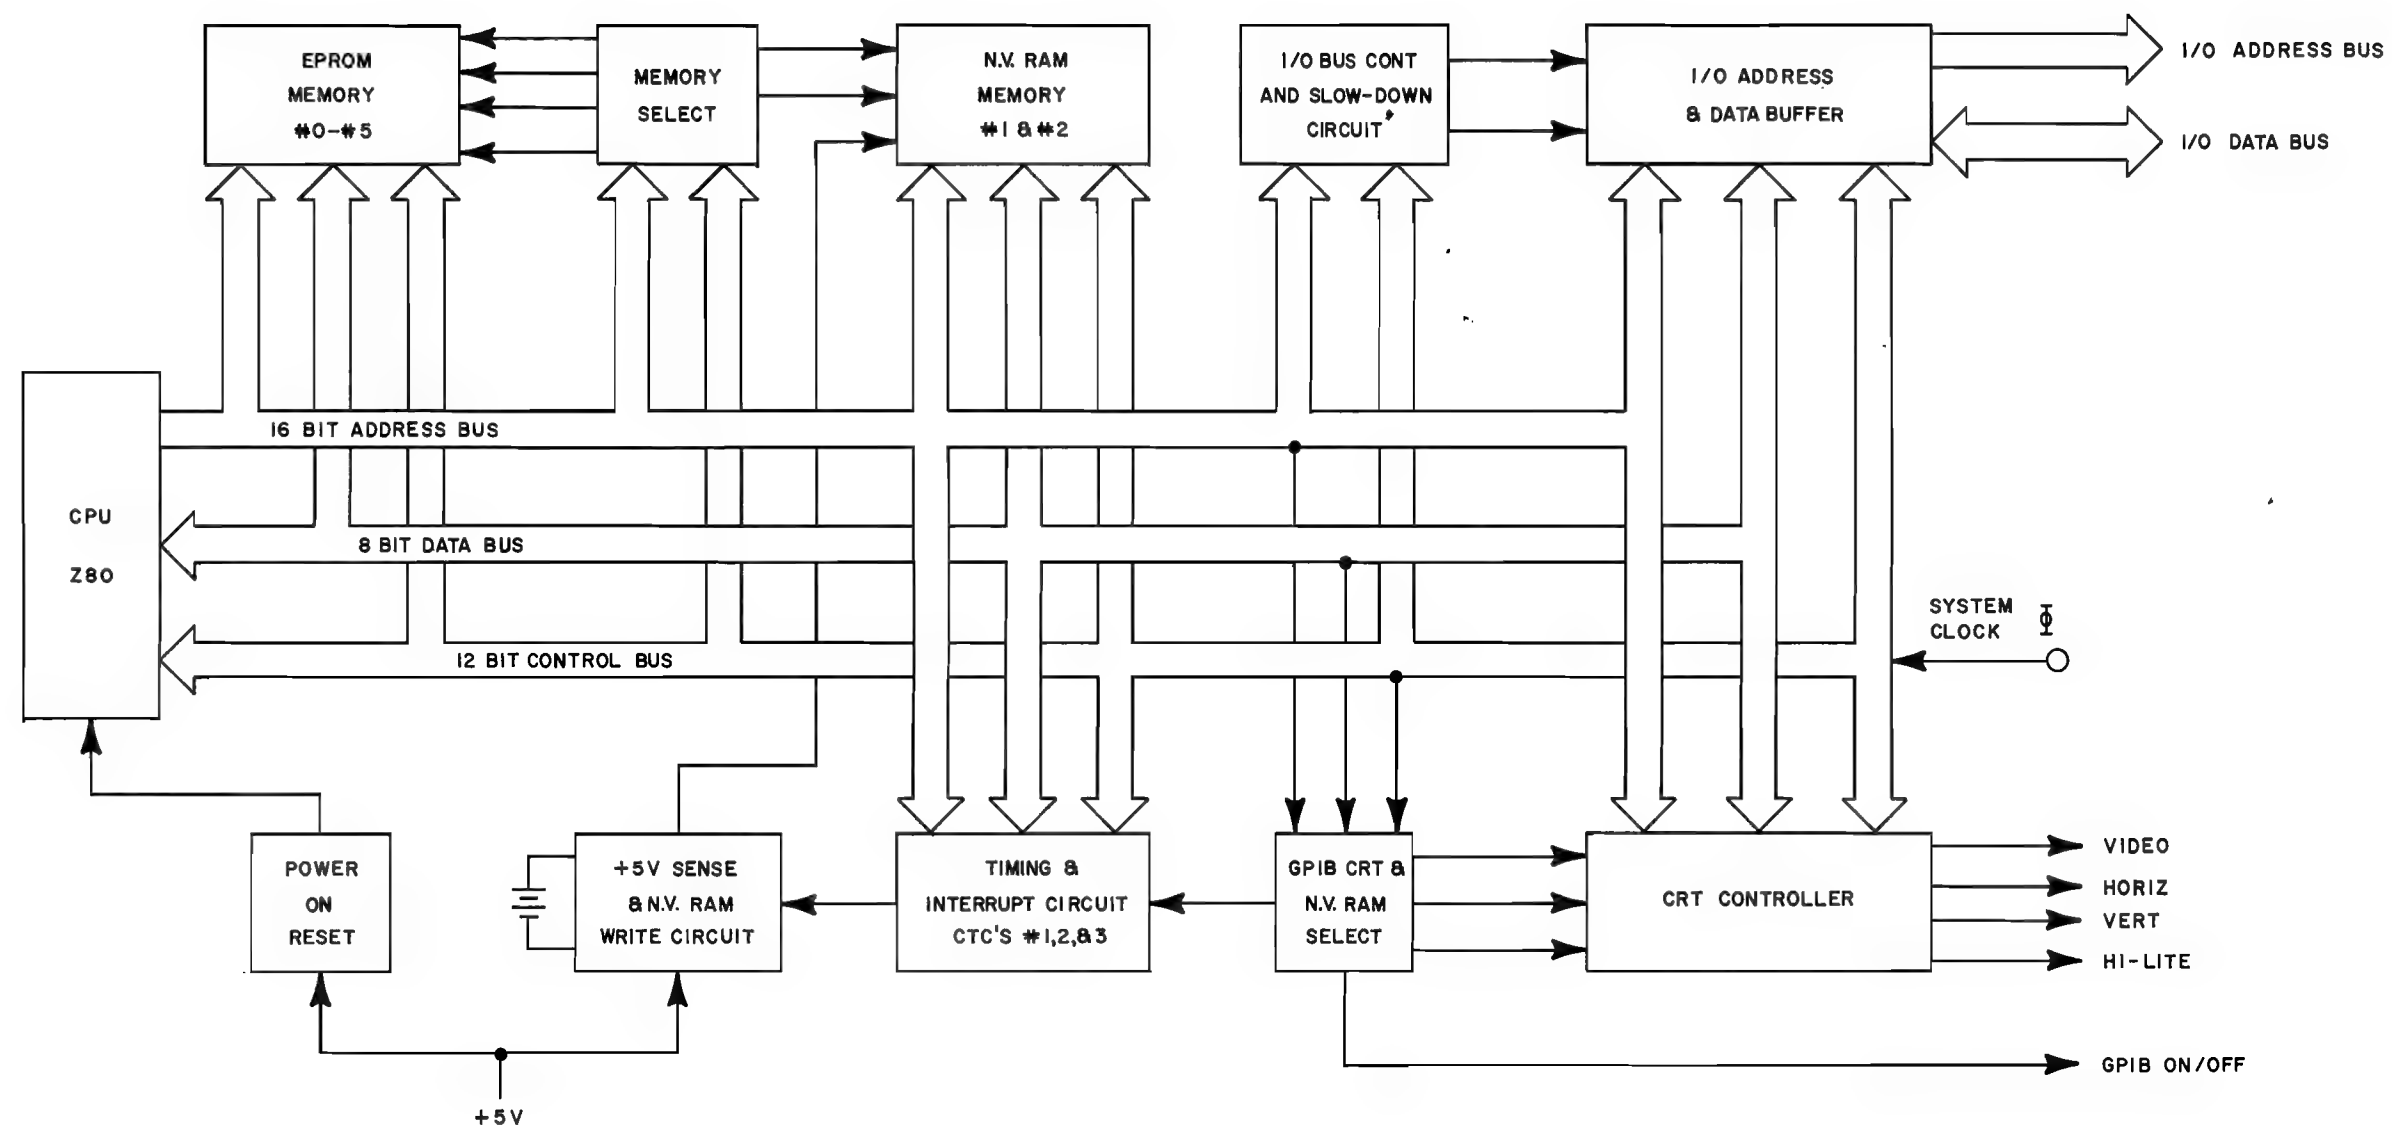 EPROM
MEMORY
#0-#5
MEMORY
SELECT
N.V. RAM
MEMORY
#1 & #2
I/O BUS CONT
AND SLOW-DOWN
CIRCUIT
I/O ADDRESS
& DATA BUFFER
I/O ADDRESS BUS
I/O DATA BUS
16 BIT ADDRESS BUS
CPU
Z80
8 BIT DATA BUS
12 BIT CONTROL BUS
SYSTEM
CLOCK Φ
POWER
ON
RESET
+5V SENSE
& N.V. RAM
WRITE CIRCUIT
TIMING &
INTERRUPT CIRCUIT
CTC'S #1,2,&3
GPIB CRT &
N.V. RAM
SELECT
CRT CONTROLLER
VIDEO
HORIZ
VERT
HI-LITE
GPIB ON/OFF
+5V